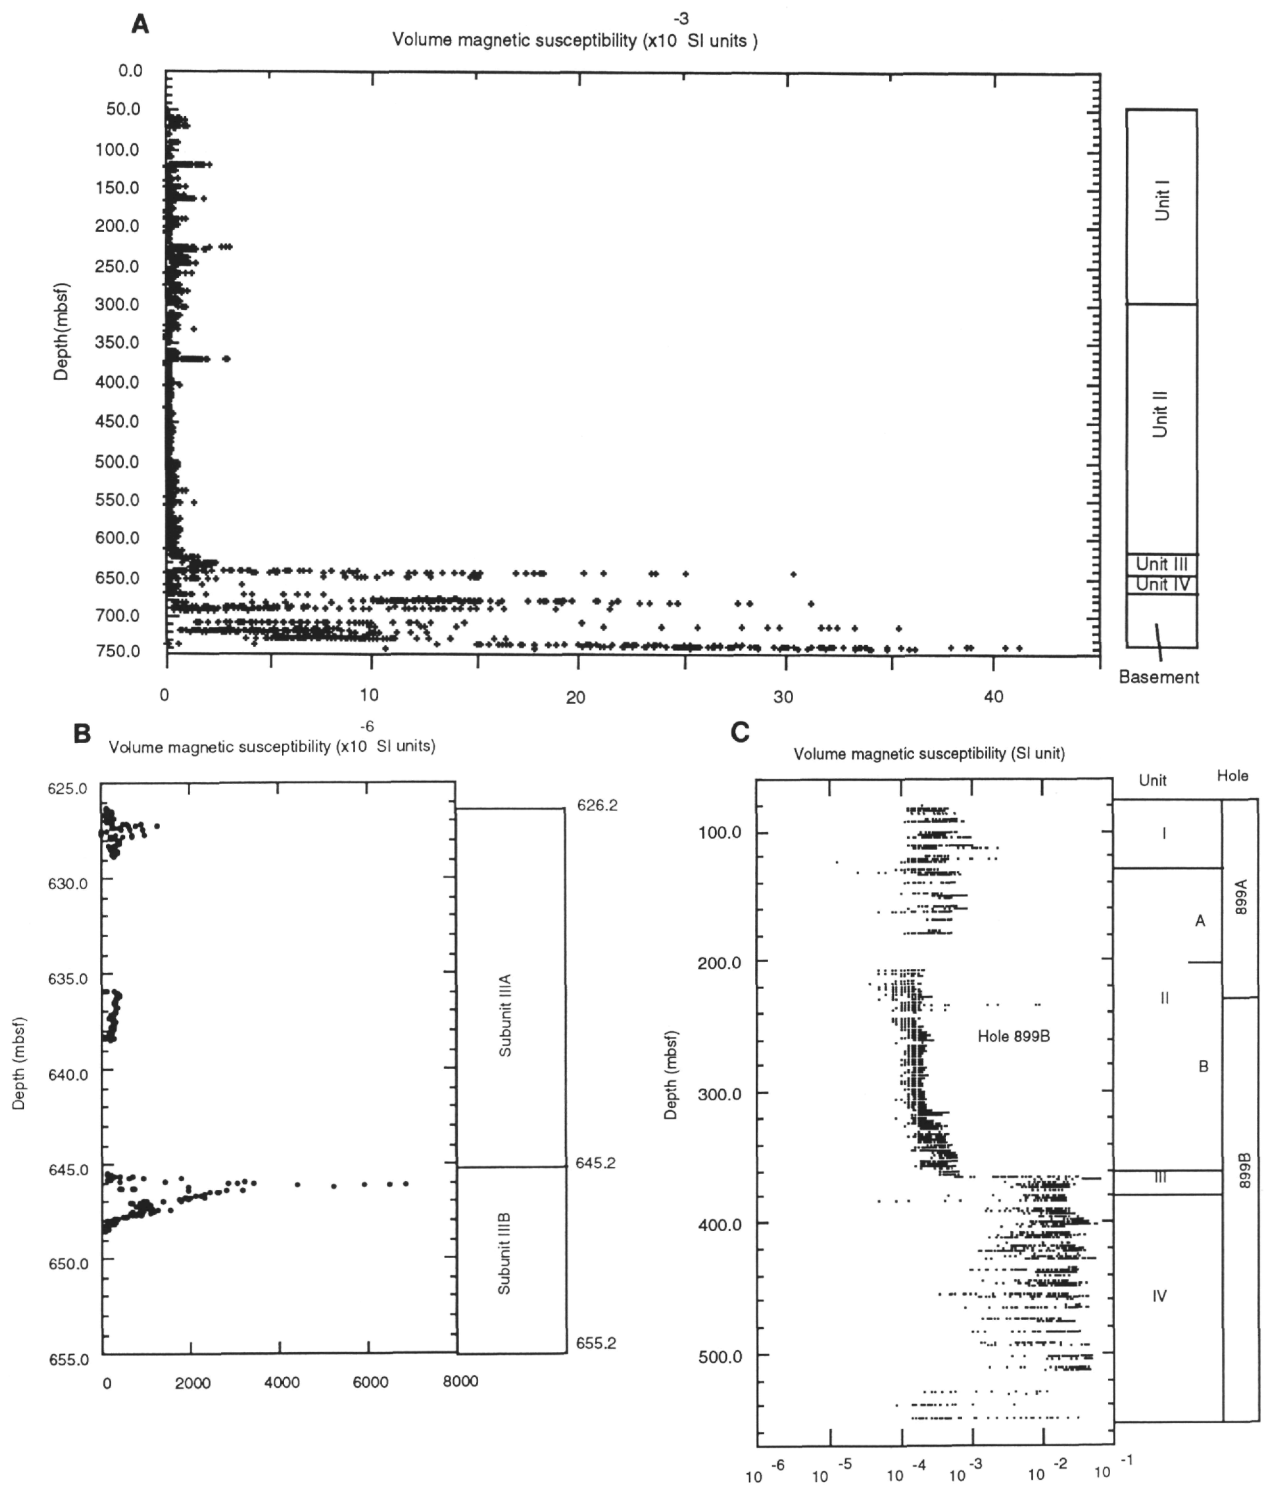 A
-3
Volume magnetic susceptibility (x10 SI units )
0.0
50.0
100.0
150.0
200.0
250.0
300.0
350.0
400.0
450.0
500.0
550.0
600.0
650.0
700.0
750.0
Depth(mbsf)
0 10 20 30 40
Unit I
Unit II
Unit III
Unit IV
Basement
B
-6
Volume magnetic susceptibility (x10 SI units)
625.0
630.0
635.0
640.0
645.0
650.0
655.0
Depth (mbsf)
0 2000 4000 6000 8000
626.2
Subunit IIIA
645.2
Subunit IIIB
655.2
C
Volume magnetic susceptibility (SI unit)
Unit Hole
100.0
200.0
300.0
400.0
500.0
Depth (mbsf)
Hole 899B
10 -6 10 -5 10 -4 10 -3 10 -2 10 -1
I
A
II
B
III
IV
899A
899B